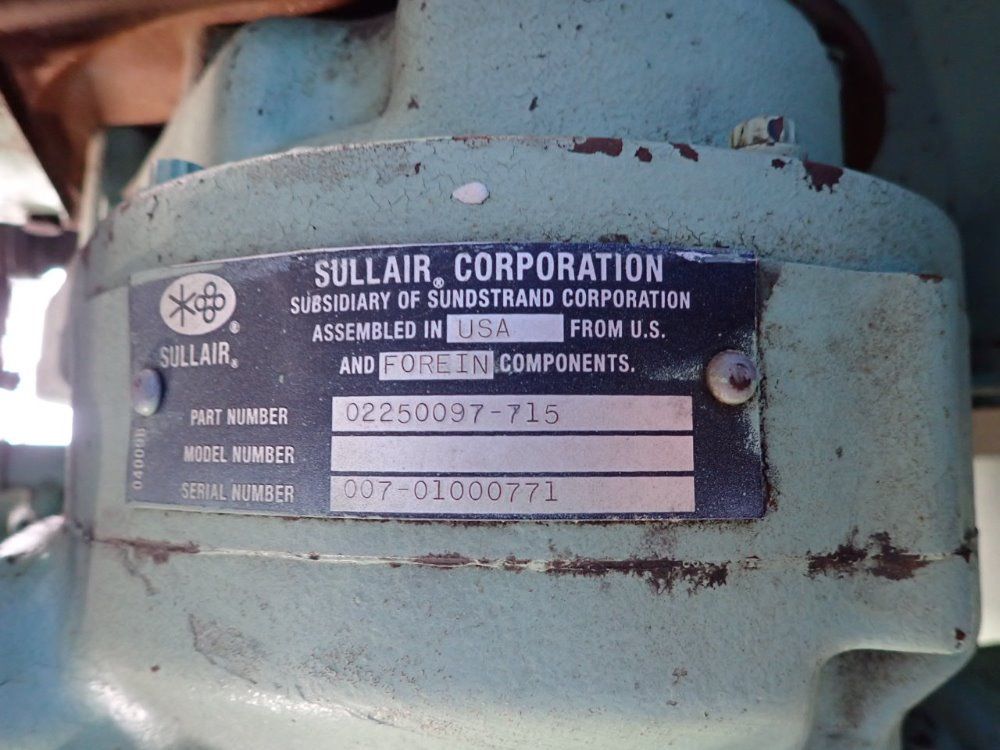 SULLAIR® CORPORATION
SUBSIDIARY OF SUNDSTRAND CORPORATION
ASSEMBLED IN USA FROM U.S.
AND FOREIN COMPONENTS.
®
SULLAIR®
PART NUMBER 02250097-715
MODEL NUMBER
SERIAL NUMBER 007-01000771